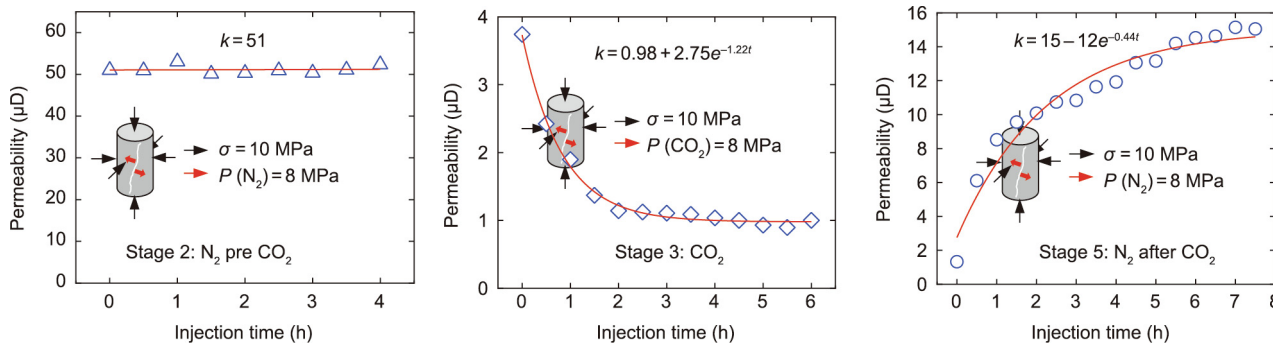 60
50
40
30
20
10
0
Permeability (μD)
k = 51
σ = 10 MPa
P (N₂) = 8 MPa
Stage 2: N₂ pre CO₂
0 1 2 3 4
Injection time (h)
4
3
2
1
0
Permeability (μD)
k = 0.98 + 2.75e^–1.22t
σ = 10 MPa
P (CO₂) = 8 MPa
Stage 3: CO₂
0 1 2 3 4 5 6
Injection time (h)
16
14
12
10
8
6
4
2
0
Permeability (μD)
k = 15 – 12e^–0.44t
σ = 10 MPa
P (N₂) = 8 MPa
Stage 5: N₂ after CO₂
0 1 2 3 4 5 6 7 8
Injection time (h)